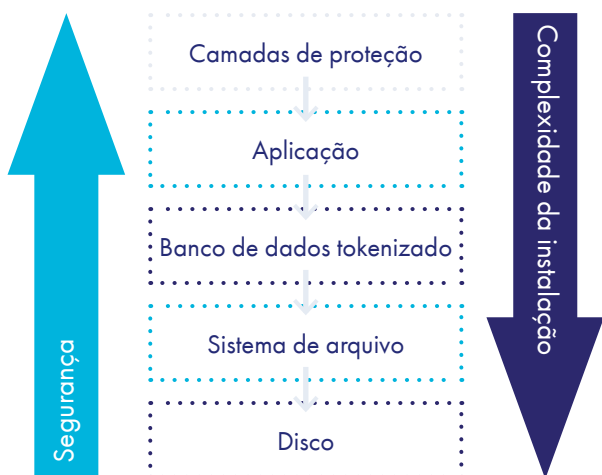 Camadas de proteção
Aplicação
Banco de dados tokenizado
Sistema de arquivo
Disco
Segurança
Complexidade da instalação